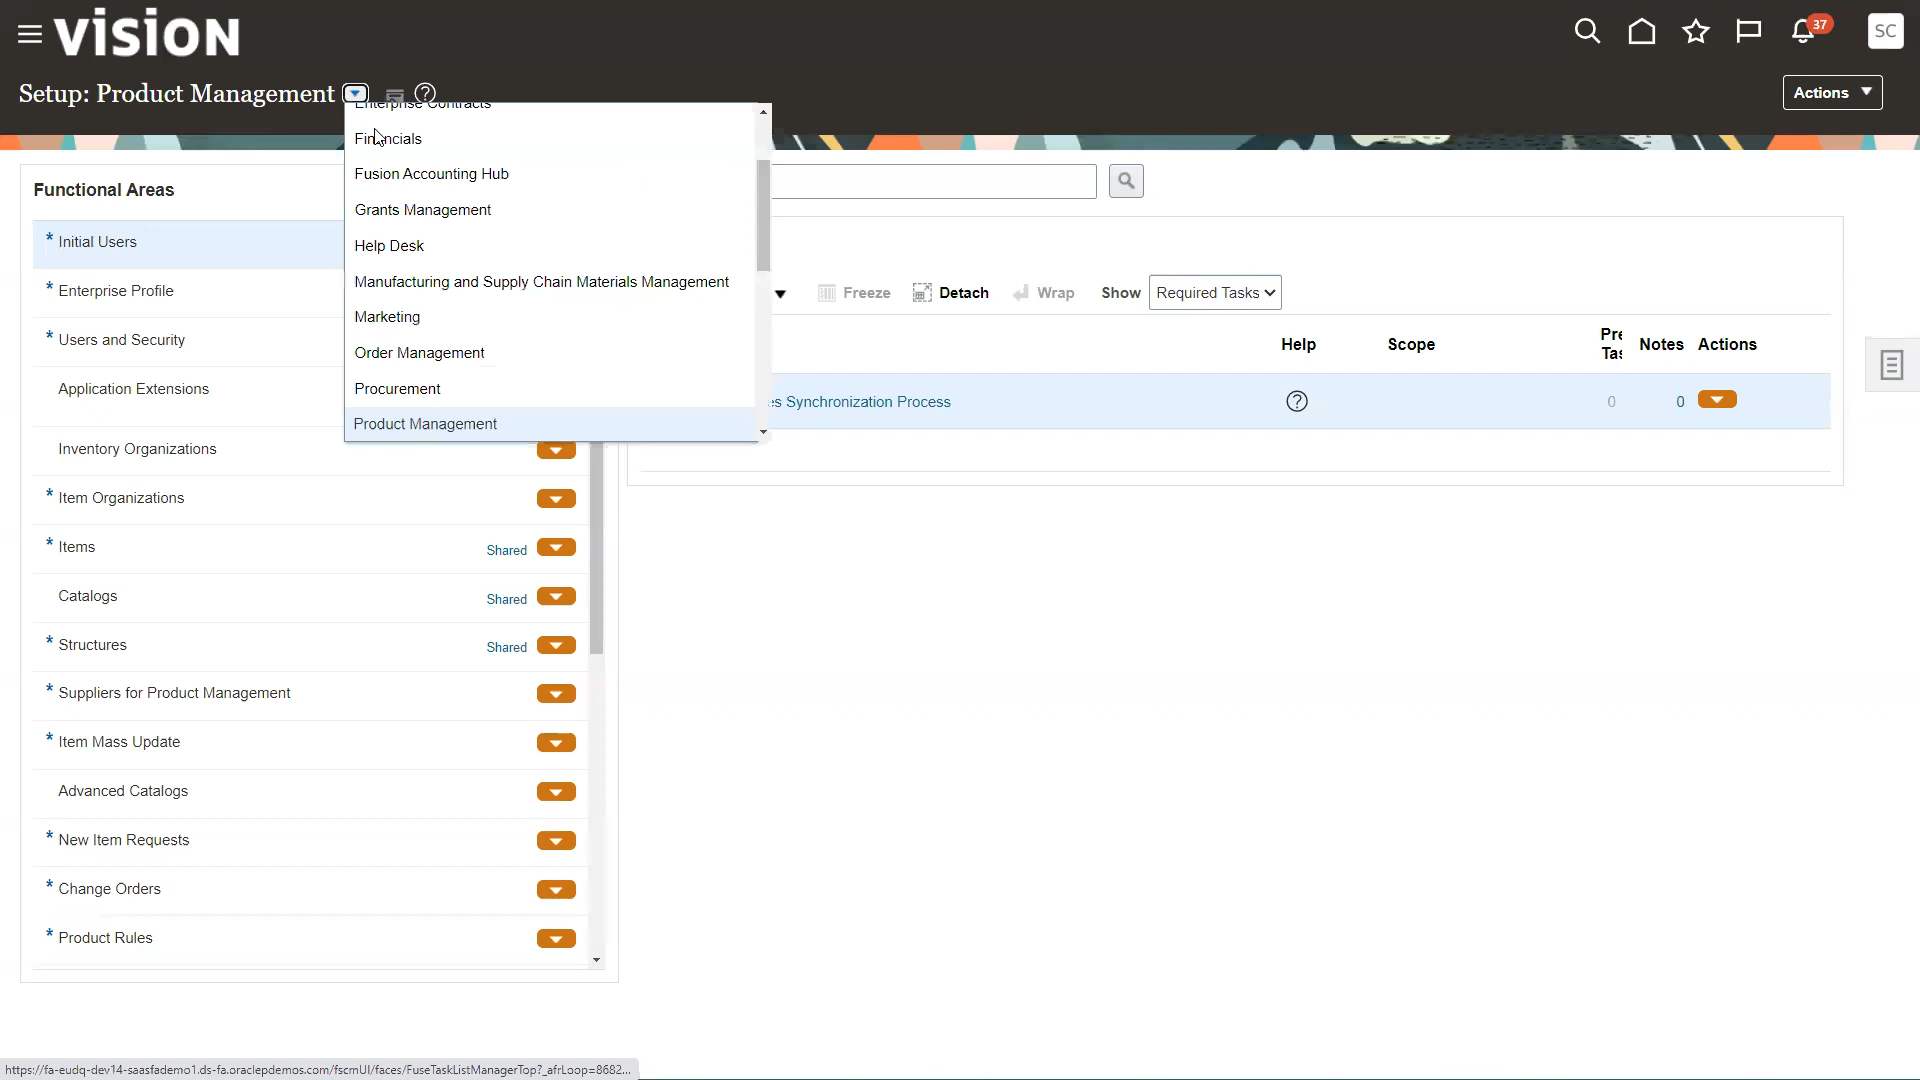 vision
37
SC
Setup: Product Management
Actions
Enterprise Contracts
Financials
Fusion Accounting Hub
Grants Management
Help Desk
Manufacturing and Supply Chain Materials Management
Marketing
Order Management
Procurement
Product Management
Functional Areas
* Initial Users
* Enterprise Profile
* Users and Security
Application Extensions
Inventory Organizations
* Item Organizations
* Items Shared
Catalogs Shared
* Structures Shared
* Suppliers for Product Management
* Item Mass Update
Advanced Catalogs
* New Item Requests
* Change Orders
* Product Rules
Freeze Detach Wrap Show Required Tasks
Help Scope Notes Actions
Synchronization Process 0 0
https://fa-eudq-dev14-saasfademo1.ds-fa.oraclepdemos.com/fscmUI/faces/FuseTaskListManagerTop?_afrLoop=8682...